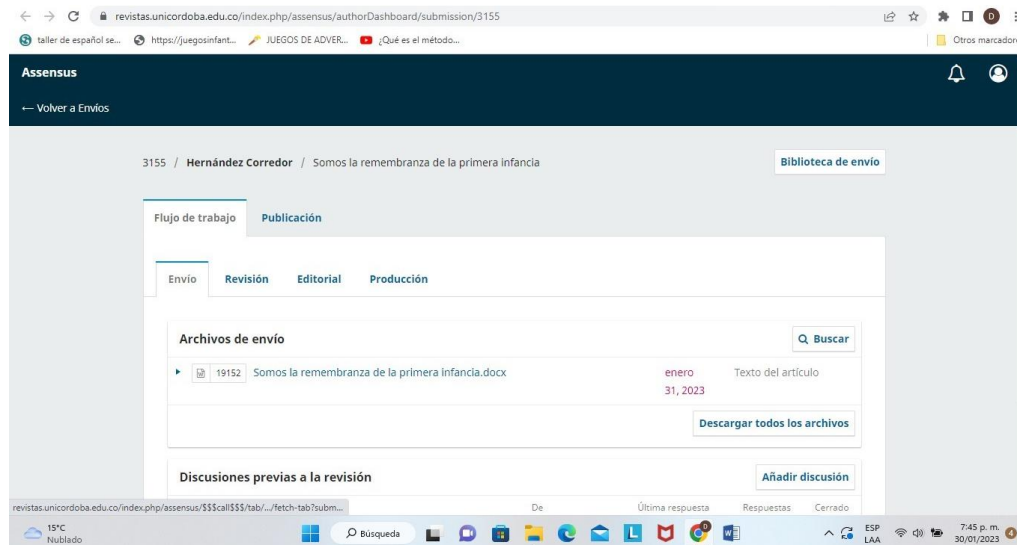 revistas.unicordoba.edu.co/index.php/assensus/authorDashboard/submission/3155
D
taller de español se... https://juegosinfant... JUEGOS DE ADVER... ¿Qué es el método... Otros marcadore
Assensus
← Volver a Envíos
3155 / Hernández Corredor / Somos la remembranza de la primera infancia Biblioteca de envío
Flujo de trabajo Publicación
Envío Revisión Editorial Producción
Archivos de envío Buscar
19152 Somos la remembranza de la primera infancia.docx enero Texto del artículo
31, 2023
Descargar todos los archivos
Discusiones previas a la revisión Añadir discusión
revistas.unicordoba.edu.co/index.php/assensus/$$$call$$$/tab/.../fetch-tab?subm... De Última respuesta Respuestas Cerrado
15°C Búsqueda L W ESP 7:45 p. m.
Nublado LAA 30/01/2023 4